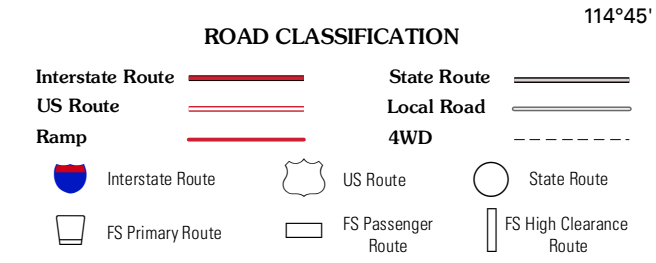 114°45'
ROAD CLASSIFICATION
Interstate Route
State Route
US Route
Local Road
Ramp
4WD
Interstate Route
US Route
State Route
FS Primary Route
FS Passenger
Route
FS High Clearance
Route